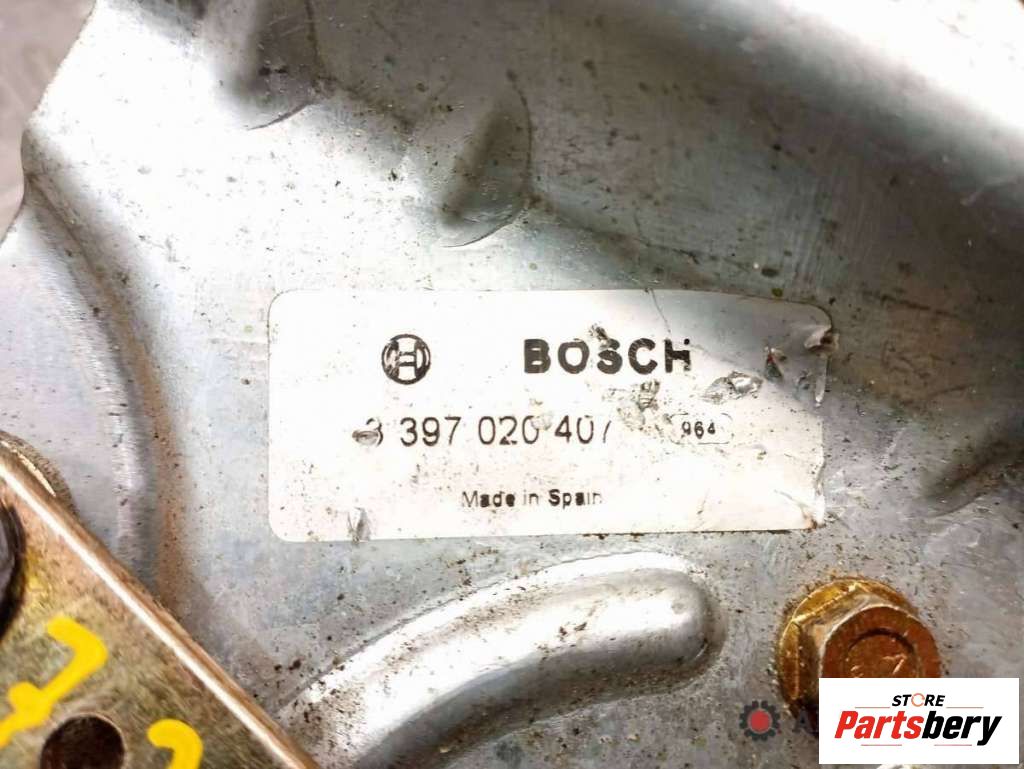 BOSCH
3 397 020 407 964
Made in Spain
STORE
Partsbery